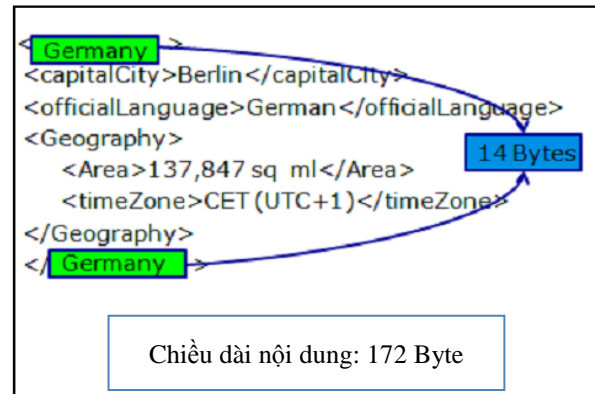 <Germany>
<capitalCity>Berlin</capitalCity>
<officialLanguage>German</officialLanguage>
<Geography>
14 Bytes
<Area>137,847 sq ml</Area>
<timeZone>CET (UTC+1)</timeZone>
</Geography>
</Germany>
Chiều dài nội dung: 172 Byte